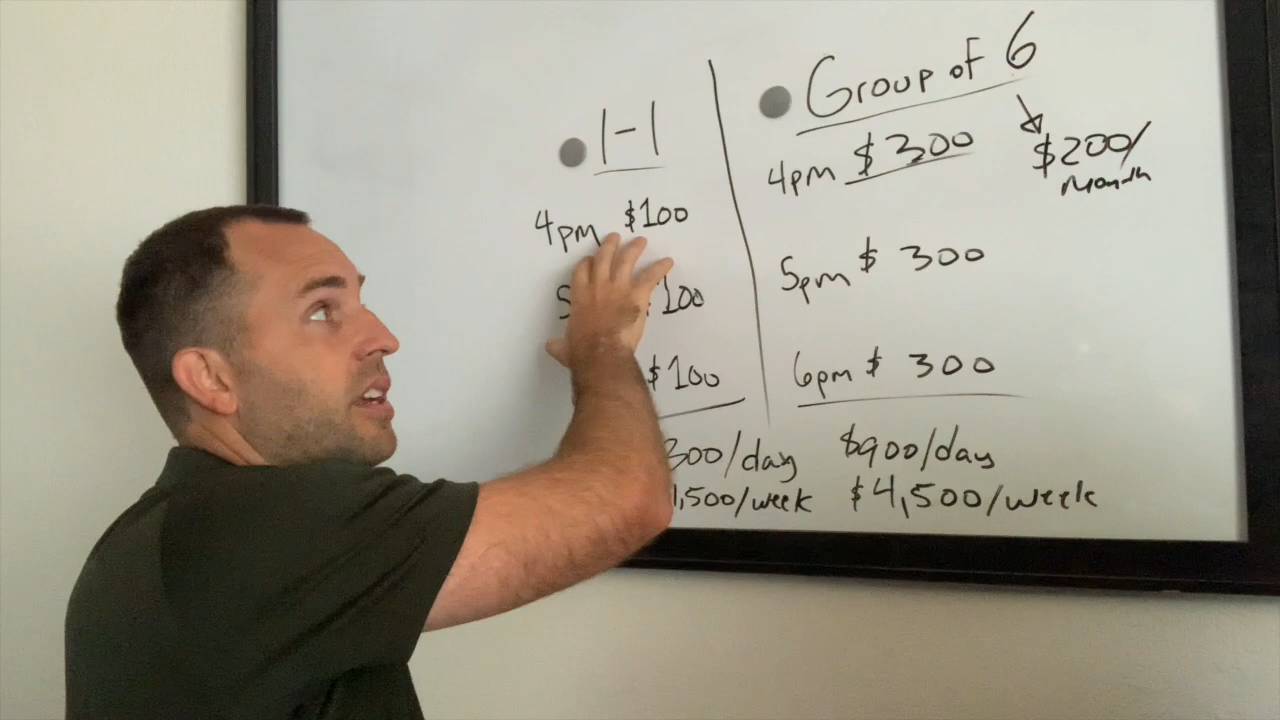 1-1
4pm $100
100
$100
300/day
1,500/week
Group of 6
$200/
Month
4pm $300
5pm $ 300
6pm $ 300
$900/day
$4,500/week